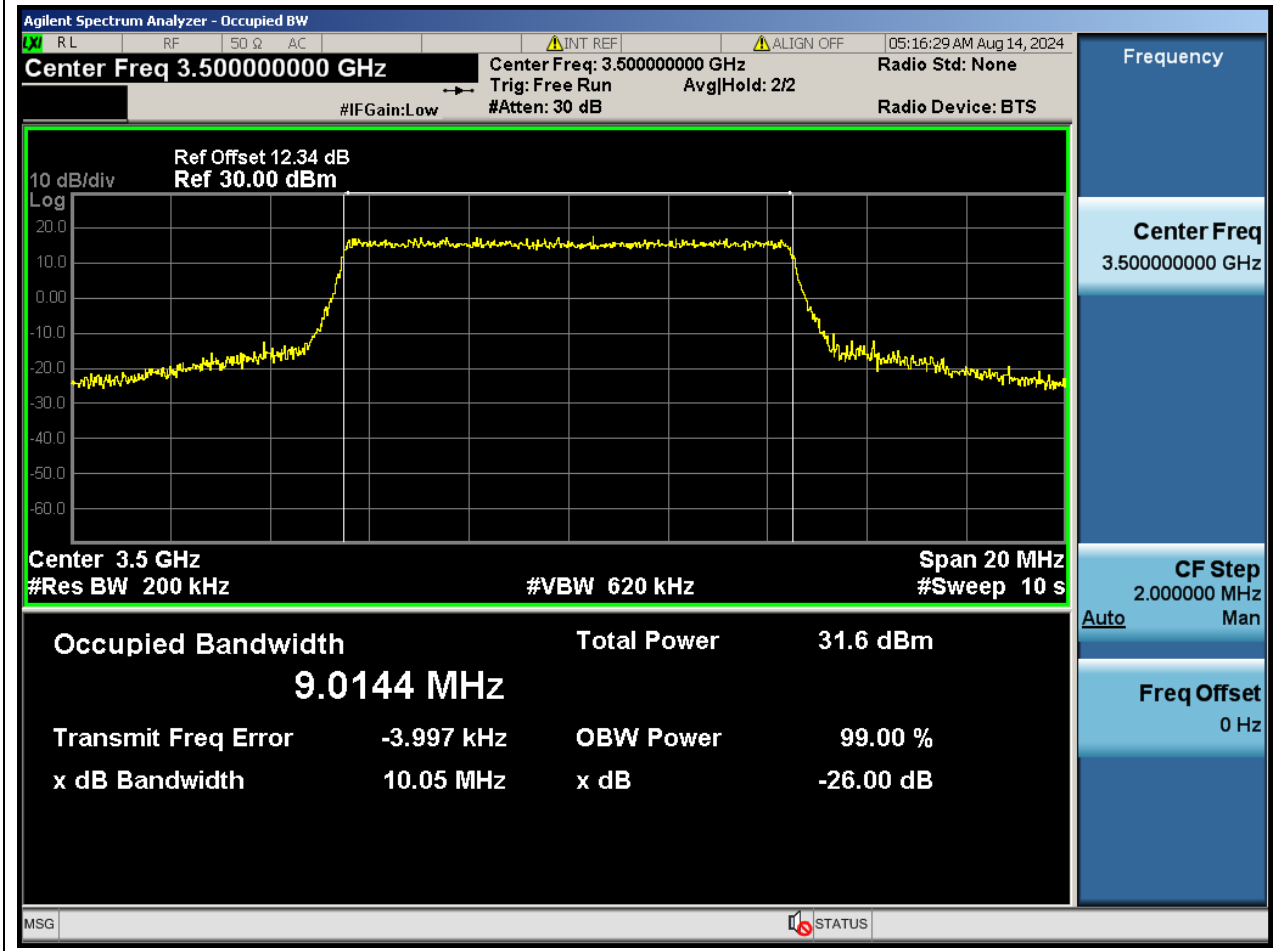 Agilent Spectrum Analyzer - Occupied BW
LXI RL RF 50 Ω AC ⚠INT REF ⚠ALIGN OFF 05:16:29 AM Aug 14, 2024
Center Freq 3.500000000 GHz
Center Freq: 3.500000000 GHz
Radio Std: None
Trig: Free Run Avg|Hold: 2/2
#IFGain:Low #Atten: 30 dB
Radio Device: BTS
Ref Offset 12.34 dB
10 dB/div Ref 30.00 dBm
Log
20.0
10.0
0.00
-10.0
-20.0
-30.0
-40.0
-50.0
-60.0
Center 3.5 GHz Span 20 MHz
#Res BW 200 kHz #VBW 620 kHz #Sweep 10 s
Occupied Bandwidth Total Power 31.6 dBm
9.0144 MHz
Transmit Freq Error -3.997 kHz OBW Power 99.00 %
x dB Bandwidth 10.05 MHz x dB -26.00 dB
MSG STATUS
Frequency
Center Freq
3.500000000 GHz
CF Step
2.000000 MHz
Auto Man
Freq Offset
0 Hz